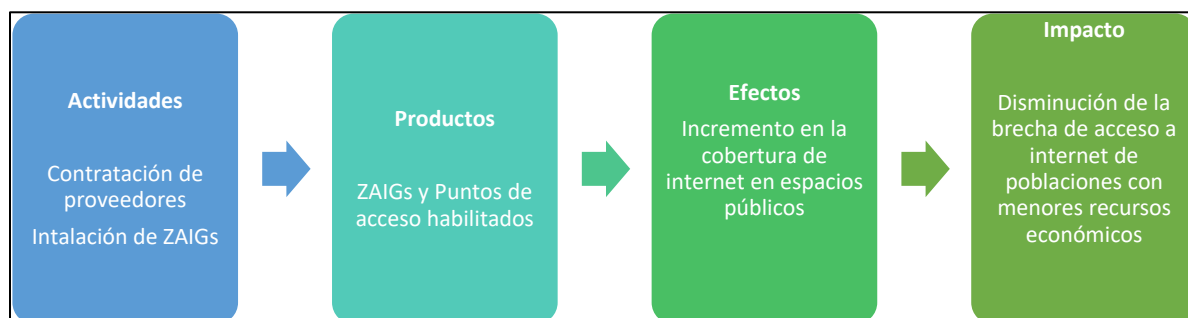 Actividades
Contratación de
proveedores
Intalación de ZAIGs
Productos
ZAIGs y Puntos de
acceso habilitados
Efectos
Incremento en la
cobertura de
internet en espacios
públicos
Impacto
Disminución de la
brecha de acceso a
internet de
poblaciones con
menores recursos
económicos